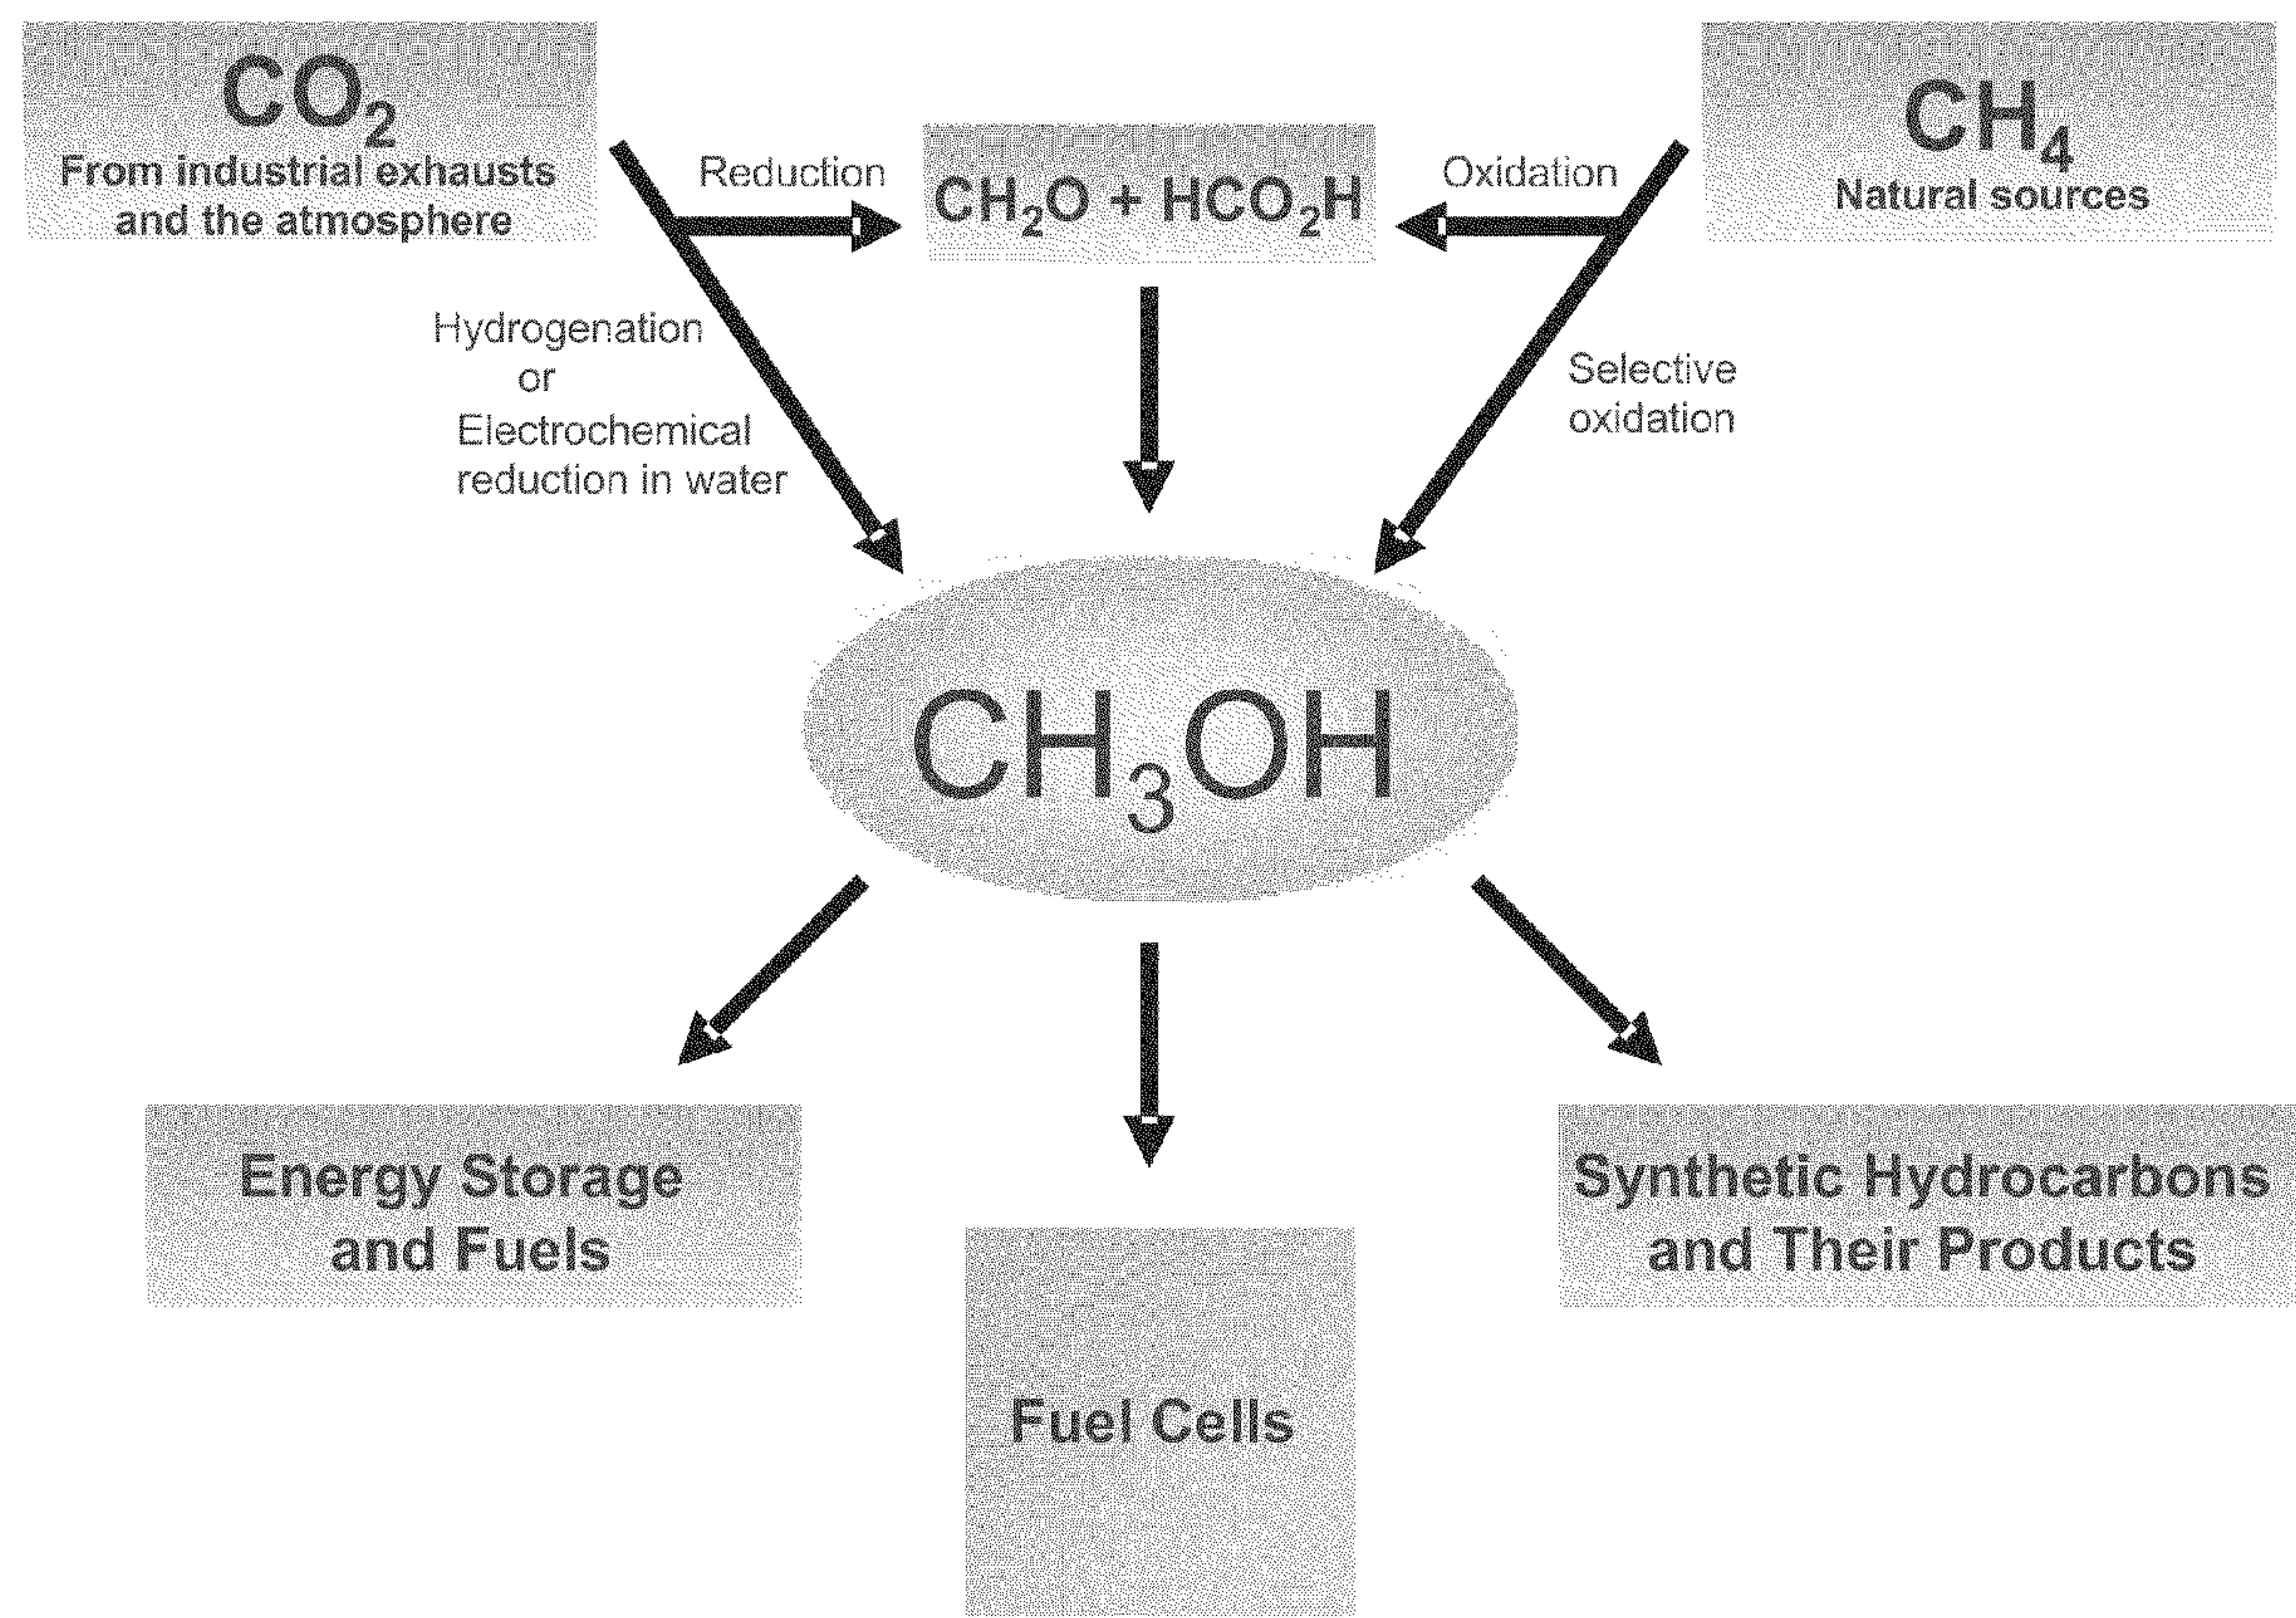 CO₂
From industrial exhausts
and the atmosphere
Reduction
CH₂O + HCO₂H
Oxidation
CH₄
Natural sources
Hydrogenation
or
Electrochemical
reduction in water
Selective
oxidation
CH₃OH
Energy Storage
and Fuels
Fuel Cells
Synthetic Hydrocarbons
and Their Products